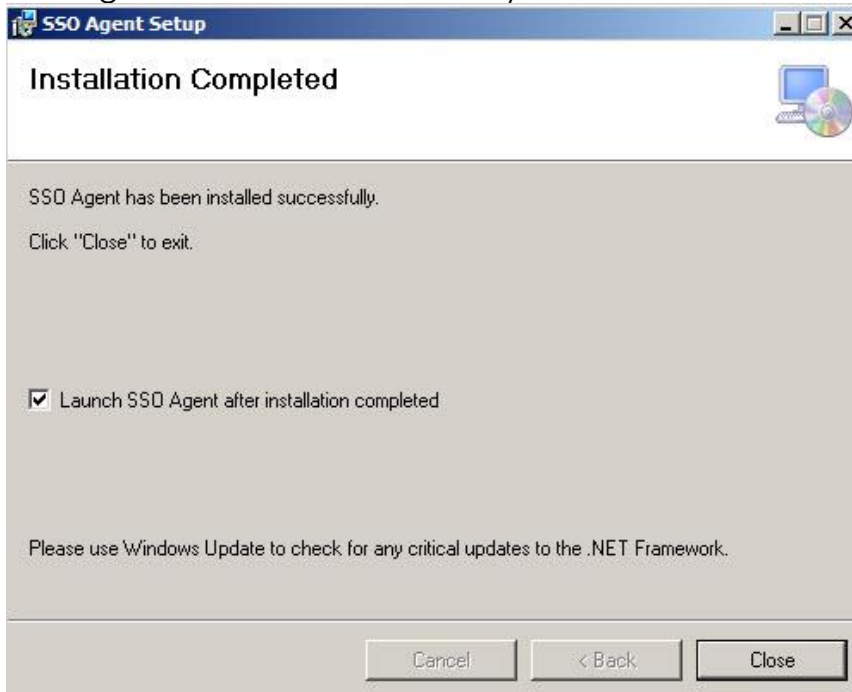 SSO Agent Setup
Installation Completed
SSO Agent has been installed successfully.
Click "Close" to exit.
Launch SSO Agent after installation completed
Please use Windows Update to check for any critical updates to the .NET Framework.
Cancel
< Back
Close